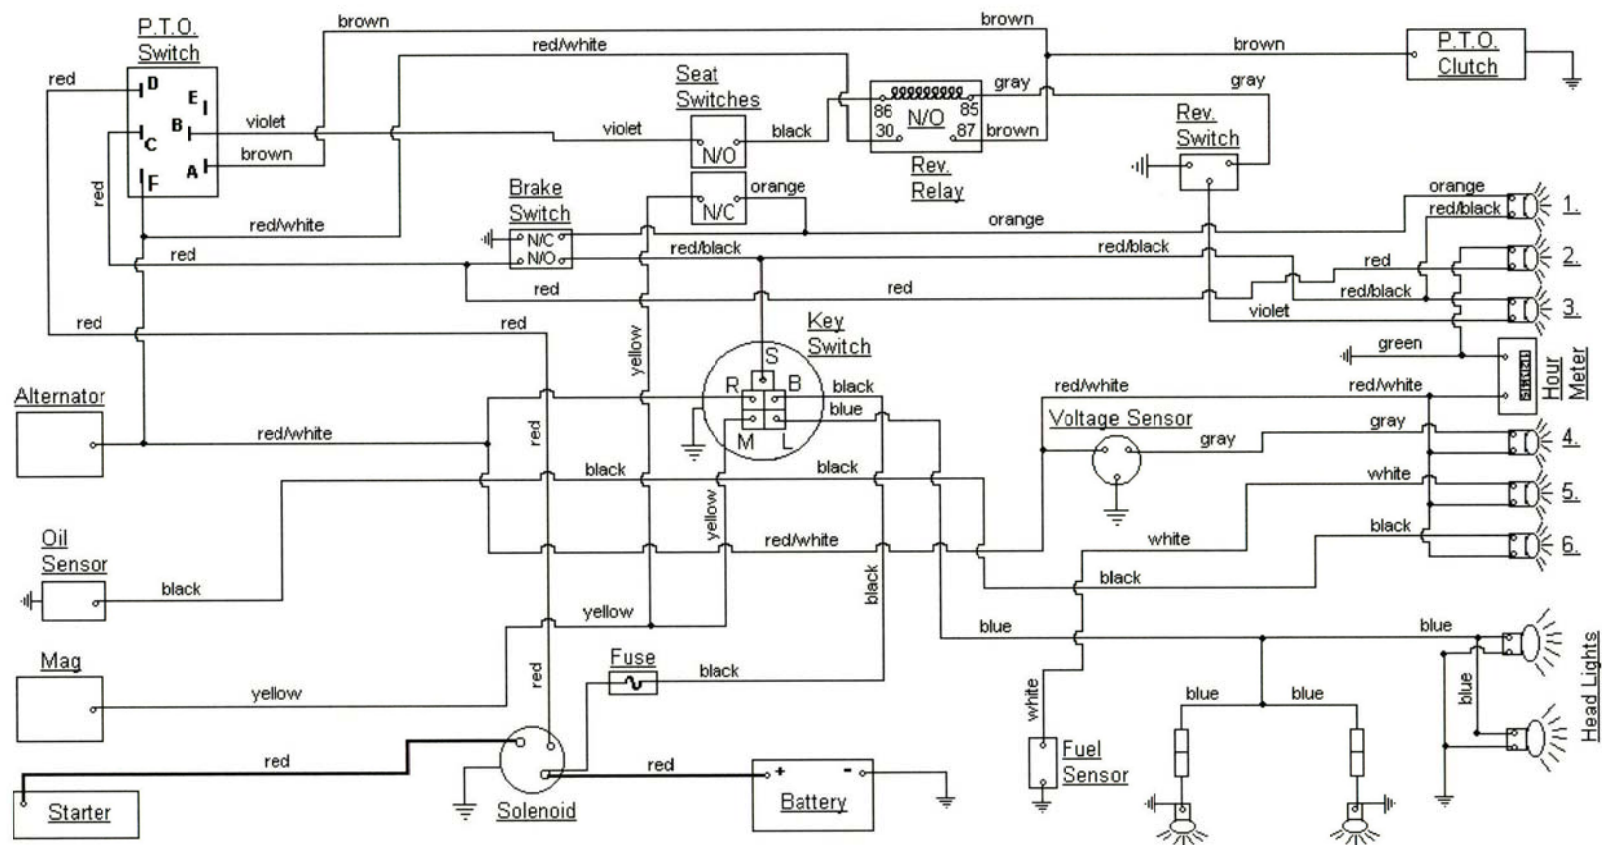 P.T.O.
Switch
D
E
B
C
A
F
red
brown
brown
red/white
brown
P.T.O.
Clutch
Seat
Switches
violet
violet
N/O
black
86
85
30
87
N/O
gray
gray
brown
Rev.
Relay
Rev.
Switch
brown
red
N/C
orange
Brake
Switch
N/C
N/O
red/white
red
red/black
orange
red/black
orange
1.
red/black
2.
red
3.
red/black
violet
red
red
red
red
yellow
Key
Switch
S
R
B
M
L
black
blue
green
Hour
Meter
Alternator
red/white
red
red/white
red/white
Voltage Sensor
gray
gray
4.
black
black
white
5.
yellow
black
6.
Oil
Sensor
black
red/white
white
black
black
yellow
blue
blue
Head Lights
Mag
yellow
red
Fuse
black
white
blue
blue
blue
red
Starter
Solenoid
red
+
-
Battery
Fuel
Sensor